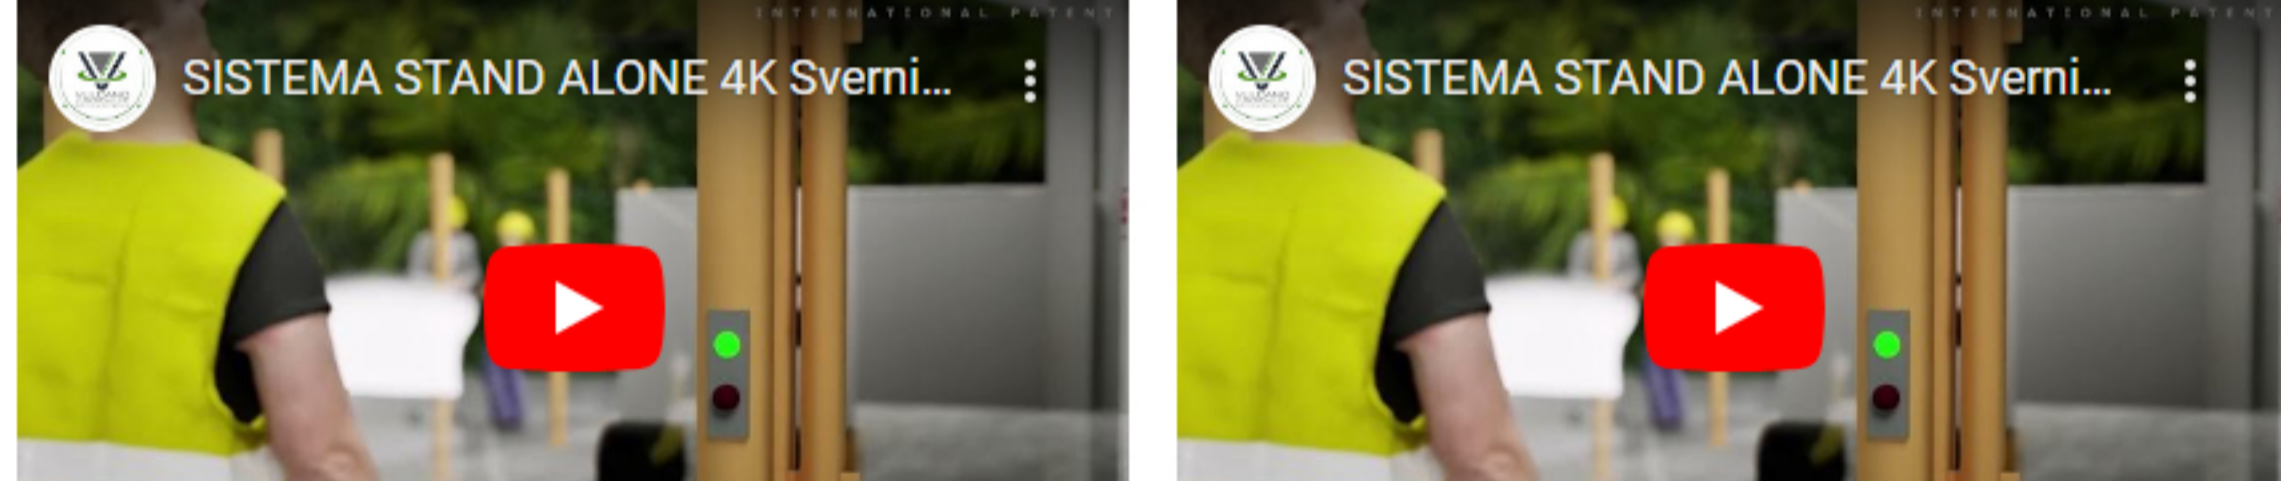 INTERNATIONAL PATENT
SISTEMA STAND ALONE 4K Sverni...
INTERNATIONAL PATENT
SISTEMA STAND ALONE 4K Sverni...